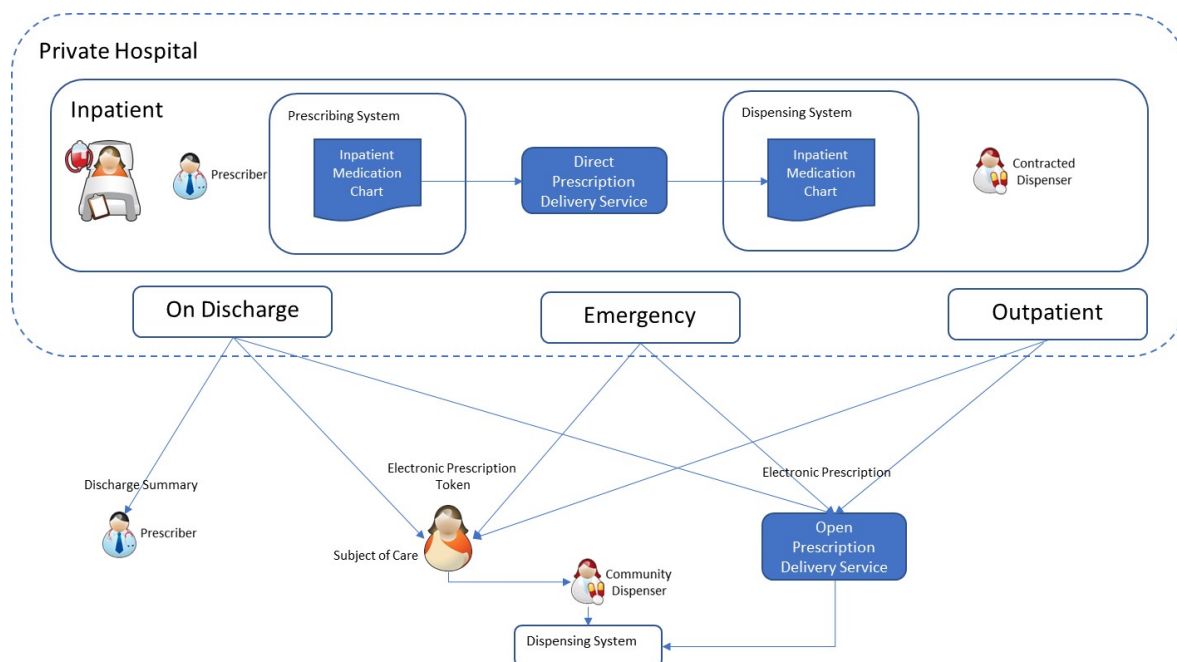 Private Hospital
Inpatient
Prescriber
Prescribing System
Inpatient
Medication
Chart
Direct
Prescription
Delivery Service
Dispensing System
Inpatient
Medication
Chart
Contracted
Dispenser
On Discharge
Emergency
Outpatient
Discharge Summary
Prescriber
Electronic Prescription
Token
Subject of Care
Community
Dispenser
Electronic Prescription
Open
Prescription
Delivery Service
Dispensing System